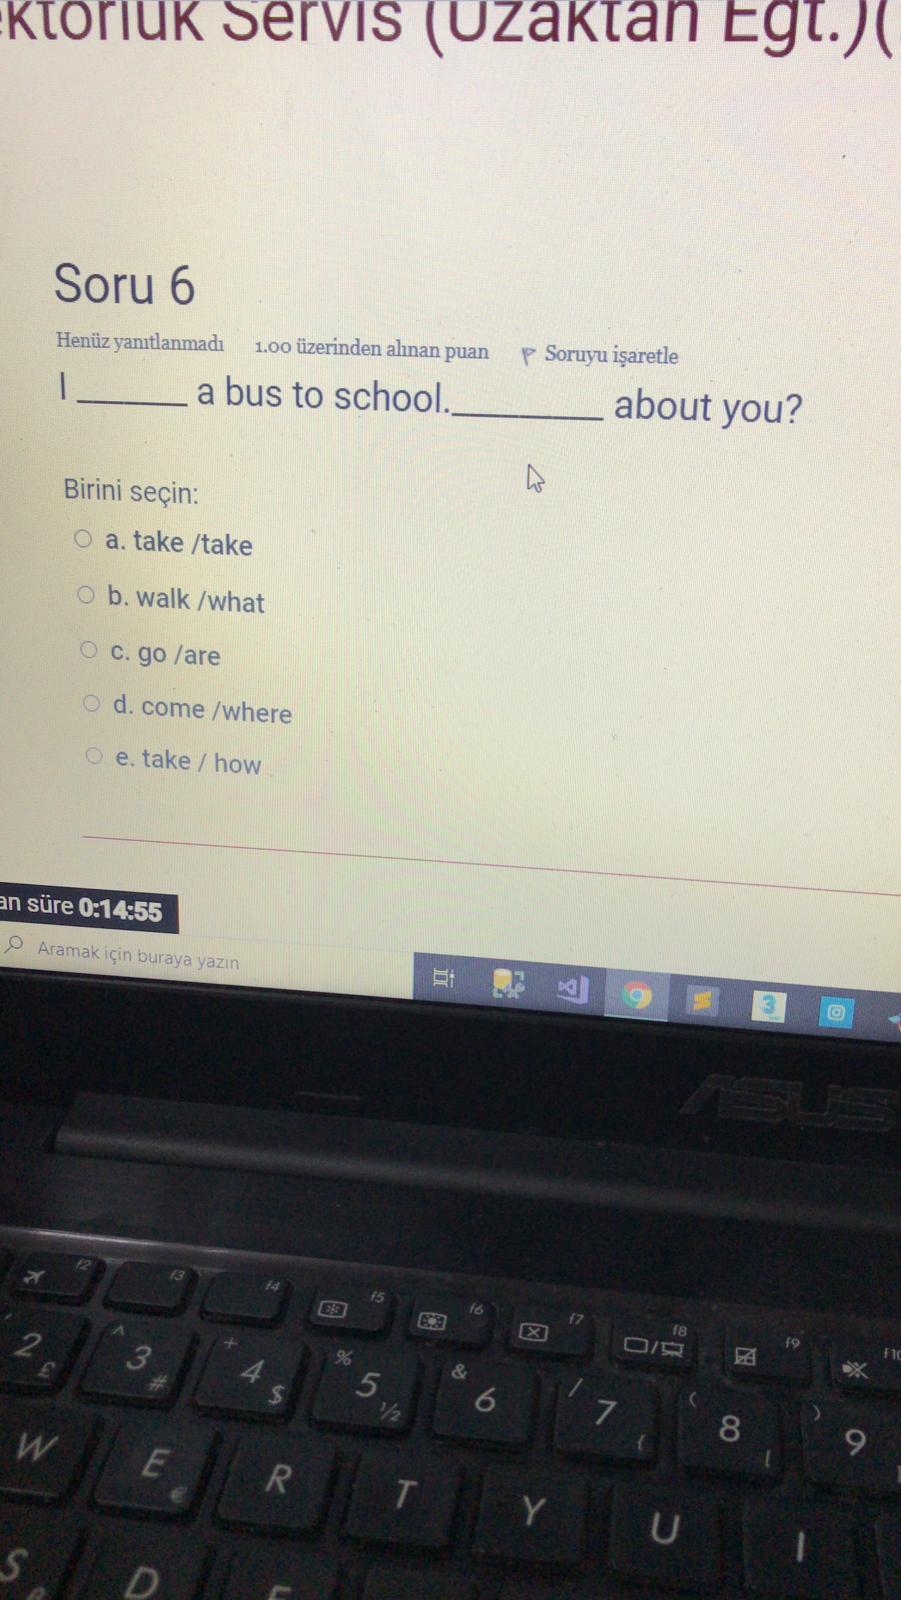 ektörlük Servis (Uzaktan Eğt.)(
Soru 6
Henüz yanıtlanmadı 1.00 üzerinden alınan puan Soruyu işaretle
I ______ a bus to school.________ about you?
Birini seçin:
a. take /take
b. walk /what
c. go /are
d. come /where
e. take / how
an süre 0:14:55
Aramak için buraya yazın
3
ASUS
f2 f3 f4 f5 f6 f7 f8 f9 f10
2 £ ^ 3 # + 4 $ % 5 ½ & 6 / 7 { ( 8 [ ) 9
W E € R T Y U I
S D